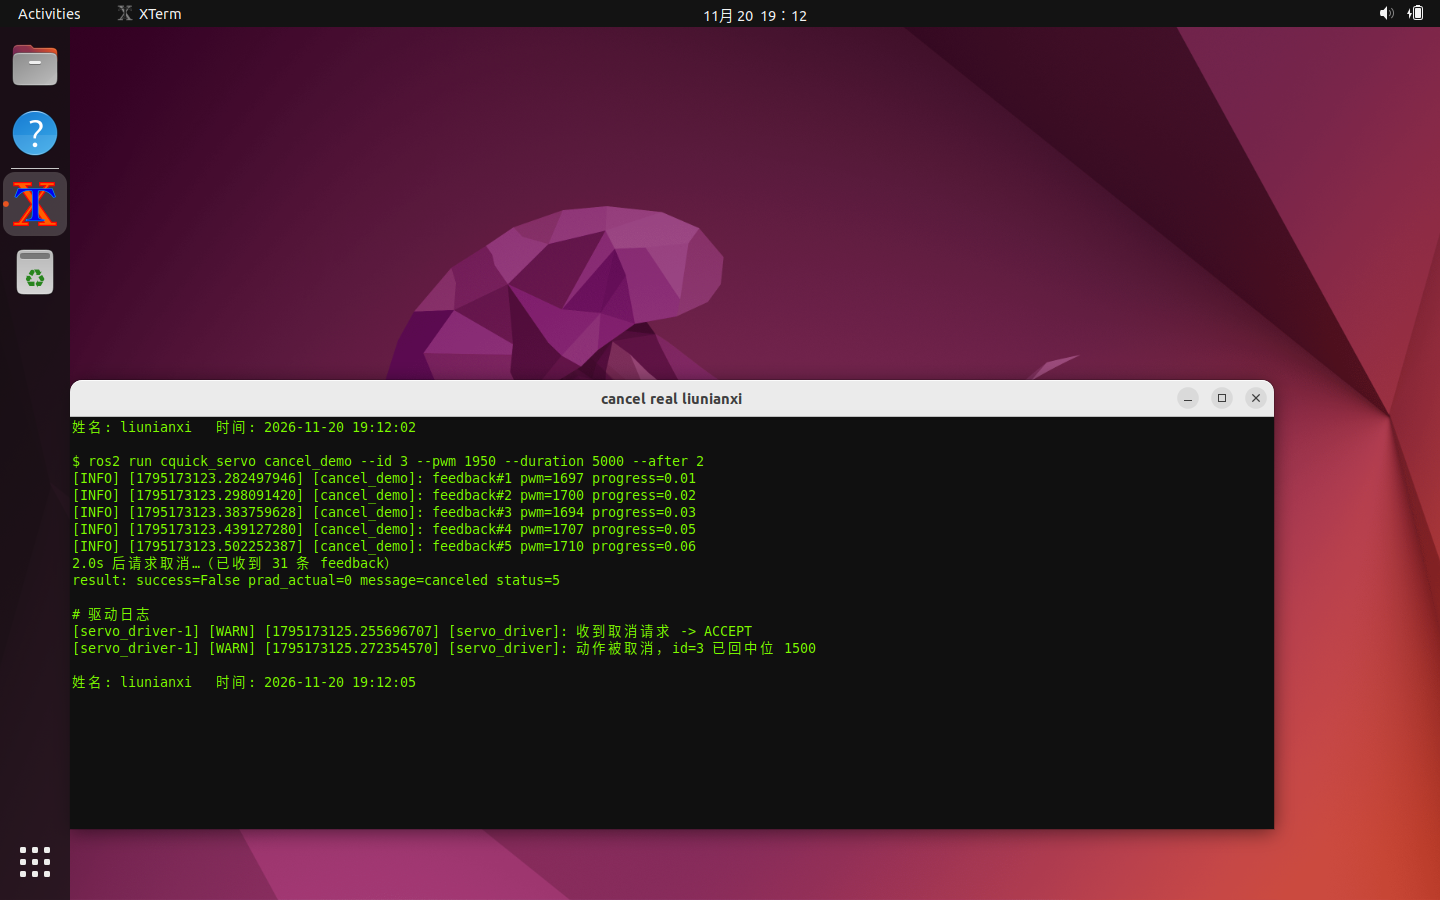 Activities
XTerm
11月 20 19：12
cancel real liunianxi
姓名: liunianxi 时间: 2026-11-20 19:12:02
$ ros2 run cquick_servo cancel_demo --id 3 --pwm 1950 --duration 5000 --after 2
[INFO] [1795173123.282497946] [cancel_demo]: feedback#1 pwm=1697 progress=0.01
[INFO] [1795173123.298091420] [cancel_demo]: feedback#2 pwm=1700 progress=0.02
[INFO] [1795173123.383759628] [cancel_demo]: feedback#3 pwm=1694 progress=0.03
[INFO] [1795173123.439127280] [cancel_demo]: feedback#4 pwm=1707 progress=0.05
[INFO] [1795173123.502252387] [cancel_demo]: feedback#5 pwm=1710 progress=0.06
2.0s 后请求取消…（已收到 31 条 feedback）
result: success=False prad_actual=0 message=canceled status=5
# 驱动日志
[servo_driver-1] [WARN] [1795173125.255696707] [servo_driver]: 收到取消请求 -> ACCEPT
[servo_driver-1] [WARN] [1795173125.272354570] [servo_driver]: 动作被取消，id=3 已回中位 1500
姓名: liunianxi 时间: 2026-11-20 19:12:05